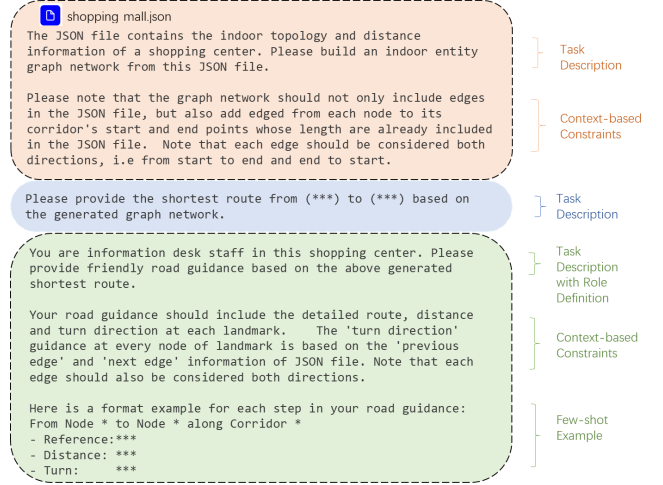 shopping mall.json
The JSON file contains the indoor topology and distance
information of a shopping center. Please build an indoor entity
graph network from this JSON file.
Please note that the graph network should not only include edges
in the JSON file, but also add edged from each node to its
corridor's start and end points whose length are already included
in the JSON file.  Note that each edge should be considered both
directions, i.e from start to end and end to start.
Task
Description
Context-based
Constraints
Please provide the shortest route from (***) to (***) based on
the generated graph network.
Task
Description
You are information desk staff in this shopping center. Please
provide friendly road guidance based on the above generated
shortest route.
Your road guidance should include the detailed route, distance
and turn direction at each landmark.    The 'turn direction'
guidance at every node of landmark is based on the 'previous
edge' and 'next edge' information of JSON file. Note that each
edge should also be considered both directions.
Here is a format example for each step in your road guidance:
From Node * to Node * along Corridor *
- Reference:***
- Distance: ***
- Turn:     ***
Task
Description
with Role
Definition
Context-based
Constraints
Few-shot
Example